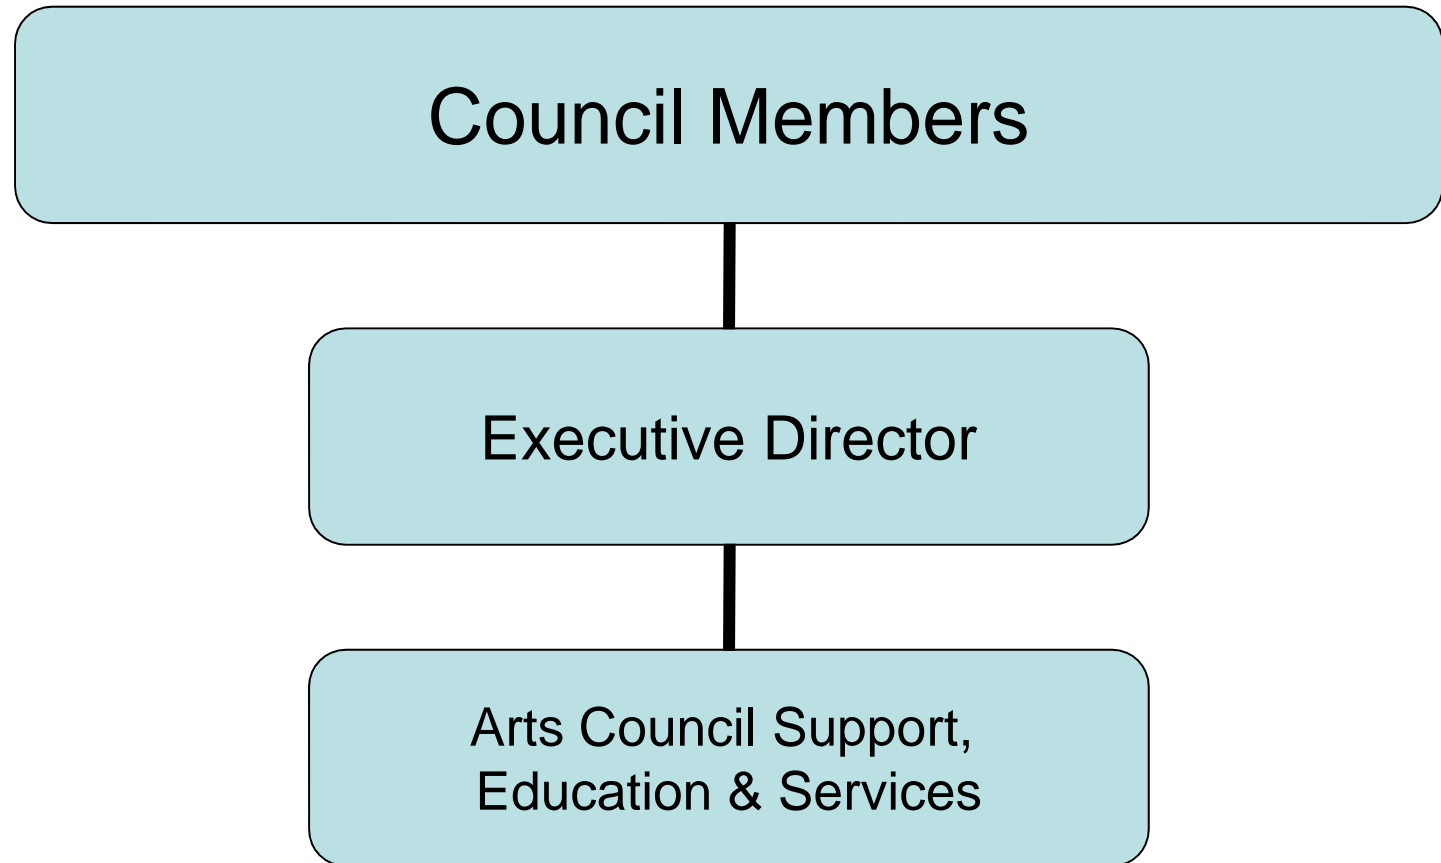 Council Members
Executive Director
Arts Council Support,
Education & Services